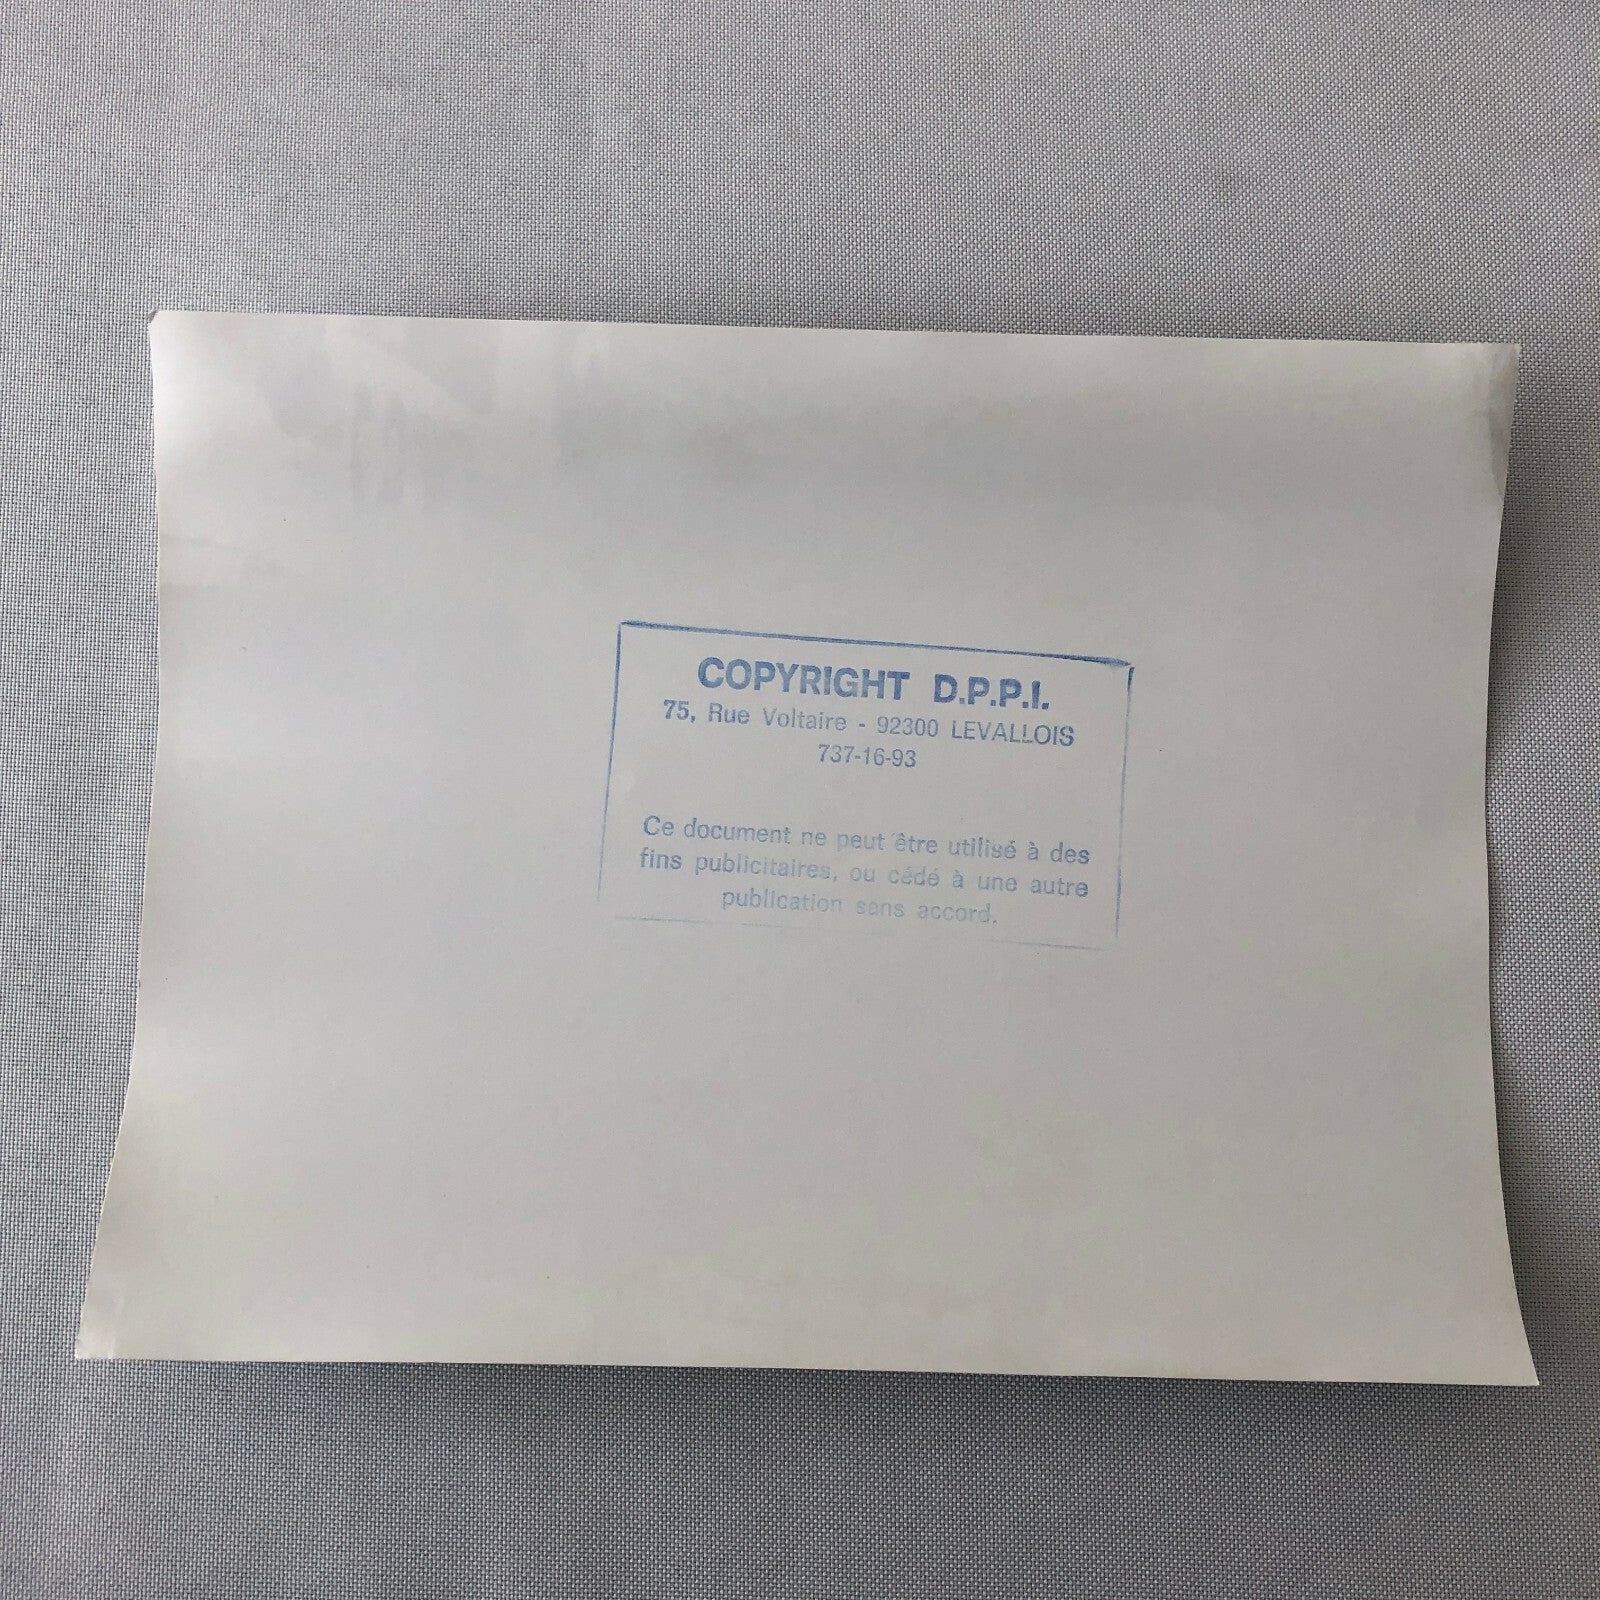 COPYRIGHT D.P.P.I.
75, Rue Voltaire - 92300 LEVALLOIS
737-16-93
Ce document ne peut être utilisé à des
fins publicitaires, ou cédé à une autre
publication sans accord.